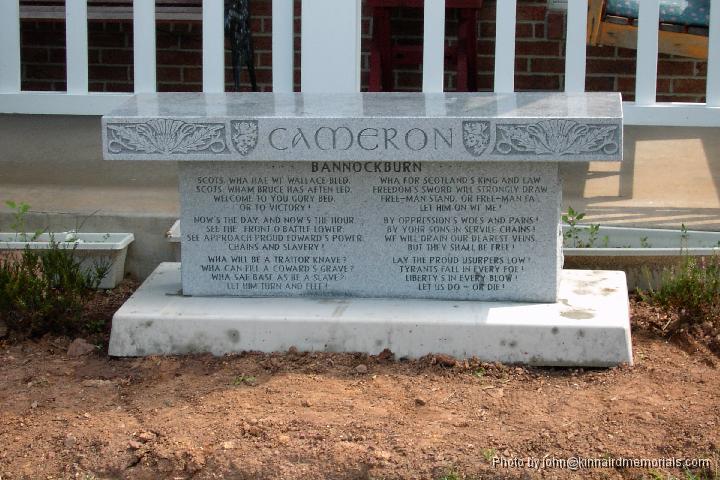 CAMERON
BANNOCKBURN
SCOTS, WHA HAE WI' WALLACE BLED,
SCOTS, WHAM BRUCE HAS AFTEN LED,
WELCOME TO YOU GORY BED,
OR TO VICTORY!
NOW'S THE DAY, AND NOW'S THE HOUR
SEE THE FRONT O BATTLE LOWER,
SEE APPROACH PROUD EDWARD'S POWER,
CHAINS AND SLAVERY!
WHA WILL BE A TRAITOR KNAVE?
WHA CAN FILL A COWARD'S GRAVE?
WHA SAE BASE AS BE A SLAVE?
LET HIM TURN AND FLEE!
WHA FOR SCOTLAND'S KING AND LAW
FREEDOM'S SWORD WILL STRONGLY DRAW
FREE-MAN STAND, OR FREE-MAN FA'
LET HIM ON WI' ME!
BY OPPRESSION'S WOES AND PAINS!
BY YOUR SONS IN SERVILE CHAINS!
WE WILL DRAIN OUR DEAREST VEINS,
BUT THEY SHALL BE FREE!
LAY THE PROUD USURPERS LOW!
TYRANTS FALL IN EVERY FOE!
LIBERTY'S IN EVERY BLOW!
LET US DO - OR DIE!
Photo by john@kinnairdmemorials.com